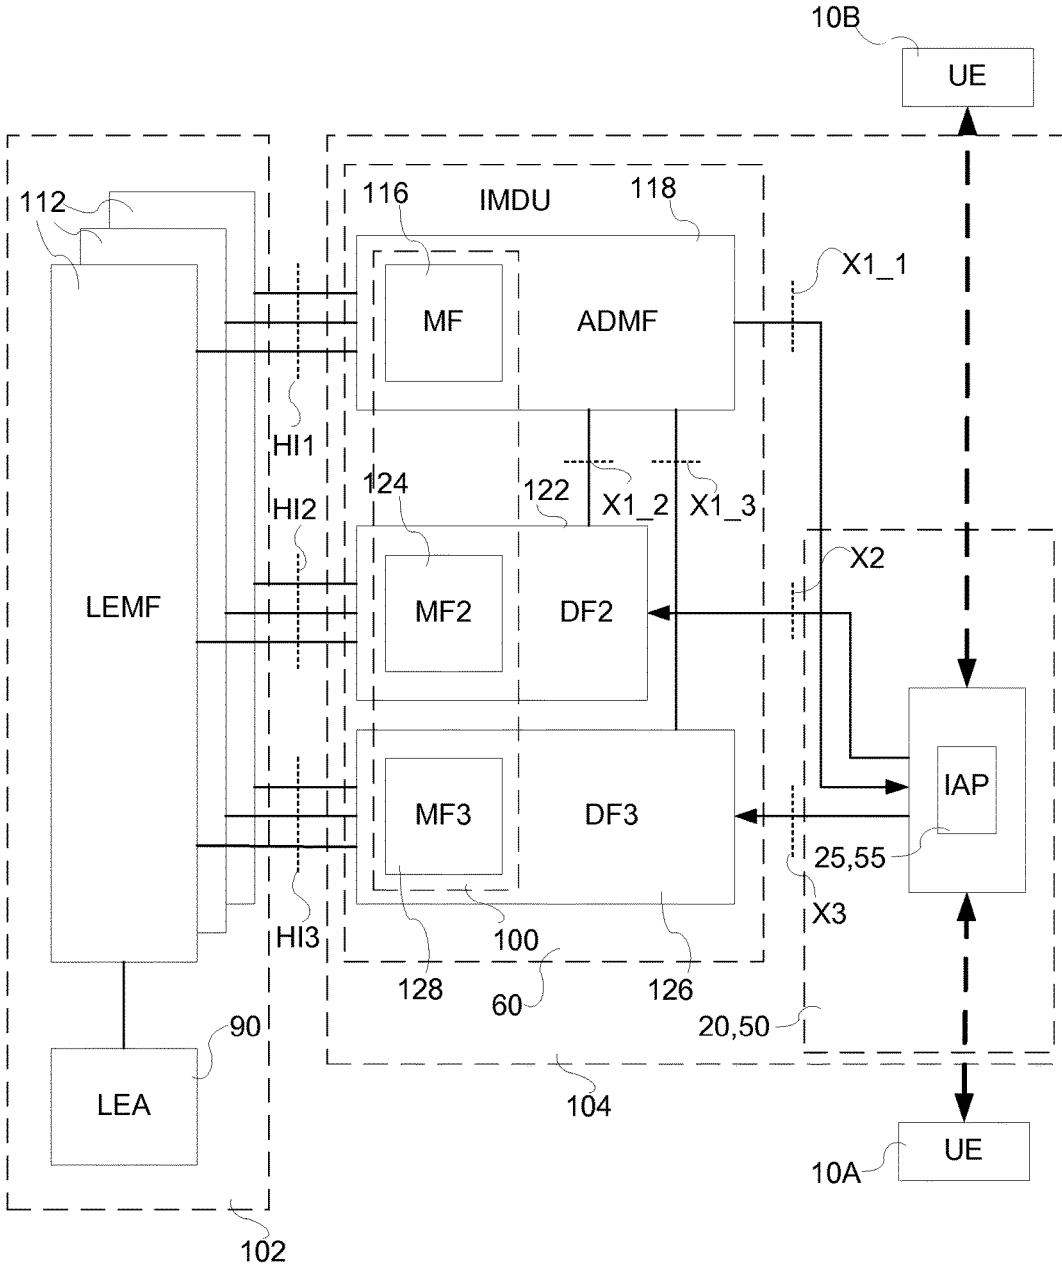 10B
UE
112
116
IMDU
118
X1_1
MF
ADMF
HI1
124
122
X1_2
X1_3
HI2
X2
LEMF
MF2
DF2
IAP
MF3
DF3
25,55
X3
HI3
100
128
60
126
20,50
90
LEA
104
10A
UE
102